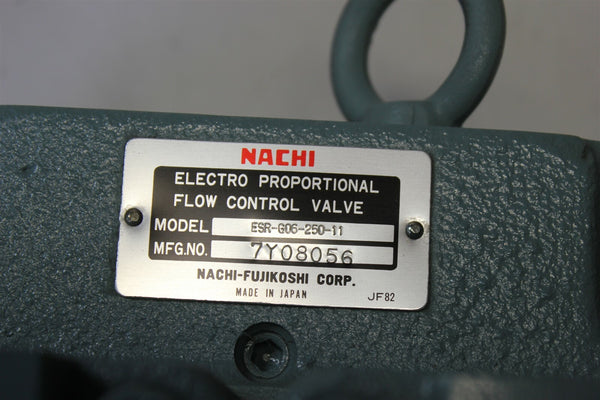 NACHI
ELECTRO PROPORTIONAL
FLOW CONTROL VALVE
MODEL ESR-G06-250-11
MFG.NO. 7Y08056
NACHI-FUJIKOSHI CORP.
MADE IN JAPAN JF82